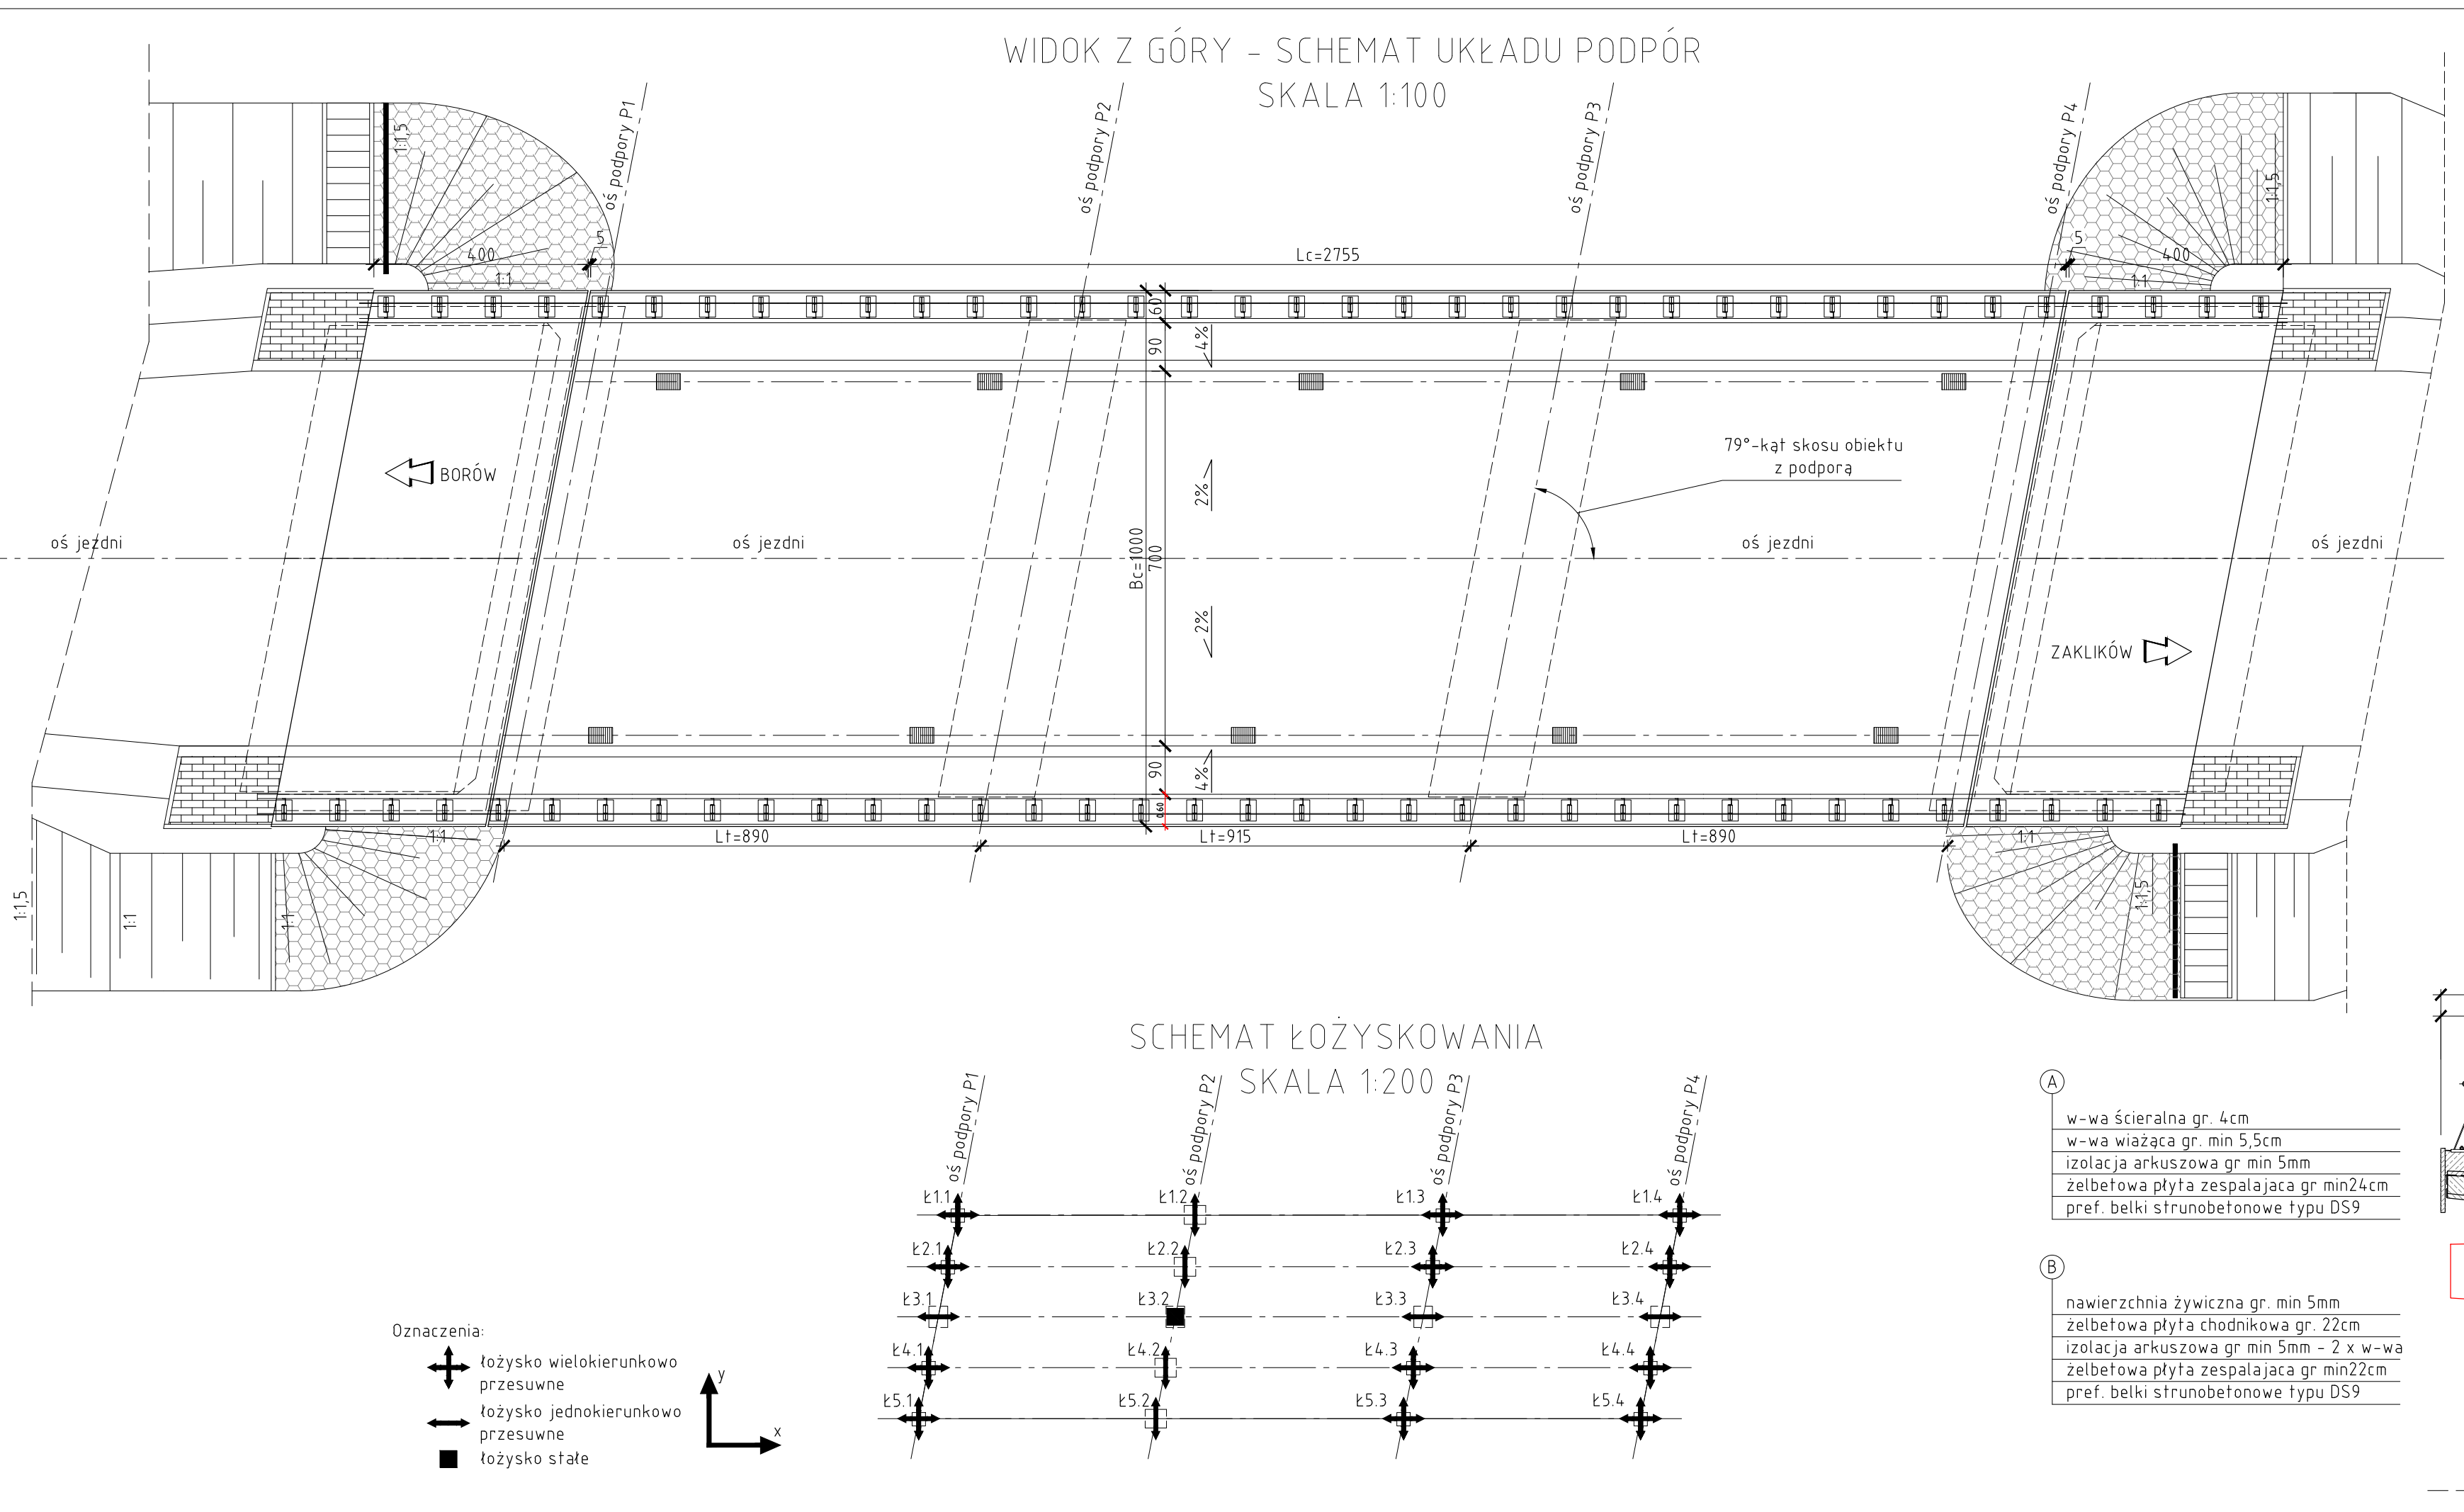 WIDOK Z GÓRY - SCHEMAT UKŁADU PODPÓR
SKALA 1:100
oś podpory P1
oś podpory P2
oś podpory P3
oś podpory P4
1:1,5
1:1,5
400
5
Lc=2755
5
400
1:1
1:1
60
90
4%
79°-kąt skosu obiektu
z podporą
BORÓW
2%
oś jezdni
oś jezdni
Bc=1000
700
oś jezdni
oś jezdni
2%
ZAKLIKÓW
90
4%
0.60
1:1
Lt=890
Lt=915
Lt=890
1:1
1:1,5
1:1
1:1
1:1,5
SCHEMAT ŁOŻYSKOWANIA
SKALA 1:200
oś podpory P1
oś podpory P2
oś podpory P3
oś podpory P4
Ł1.1
Ł1.2
Ł1.3
Ł1.4
Ł2.1
Ł2.2
Ł2.3
Ł2.4
Ł3.1
Ł3.2
Ł3.3
Ł3.4
Ł4.1
Ł4.2
Ł4.3
Ł4.4
Ł5.1
Ł5.2
Ł5.3
Ł5.4
Oznaczenia:
łożysko wielokierunkowo
przesuwne
łożysko jednokierunkowo
przesuwne
łożysko stałe
y
x
A
w-wa ścieralna gr. 4cm
w-wa wiażąca gr. min 5,5cm
izolacja arkuszowa gr min 5mm
żelbetowa płyta zespalajaca gr min24cm
pref. belki strunobetonowe typu DS9
B
nawierzchnia żywiczna gr. min 5mm
żelbetowa płyta chodnikowa gr. 22cm
izolacja arkuszowa gr min 5mm - 2 x w-wa
żelbetowa płyta zespalajaca gr min22cm
pref. belki strunobetonowe typu DS9